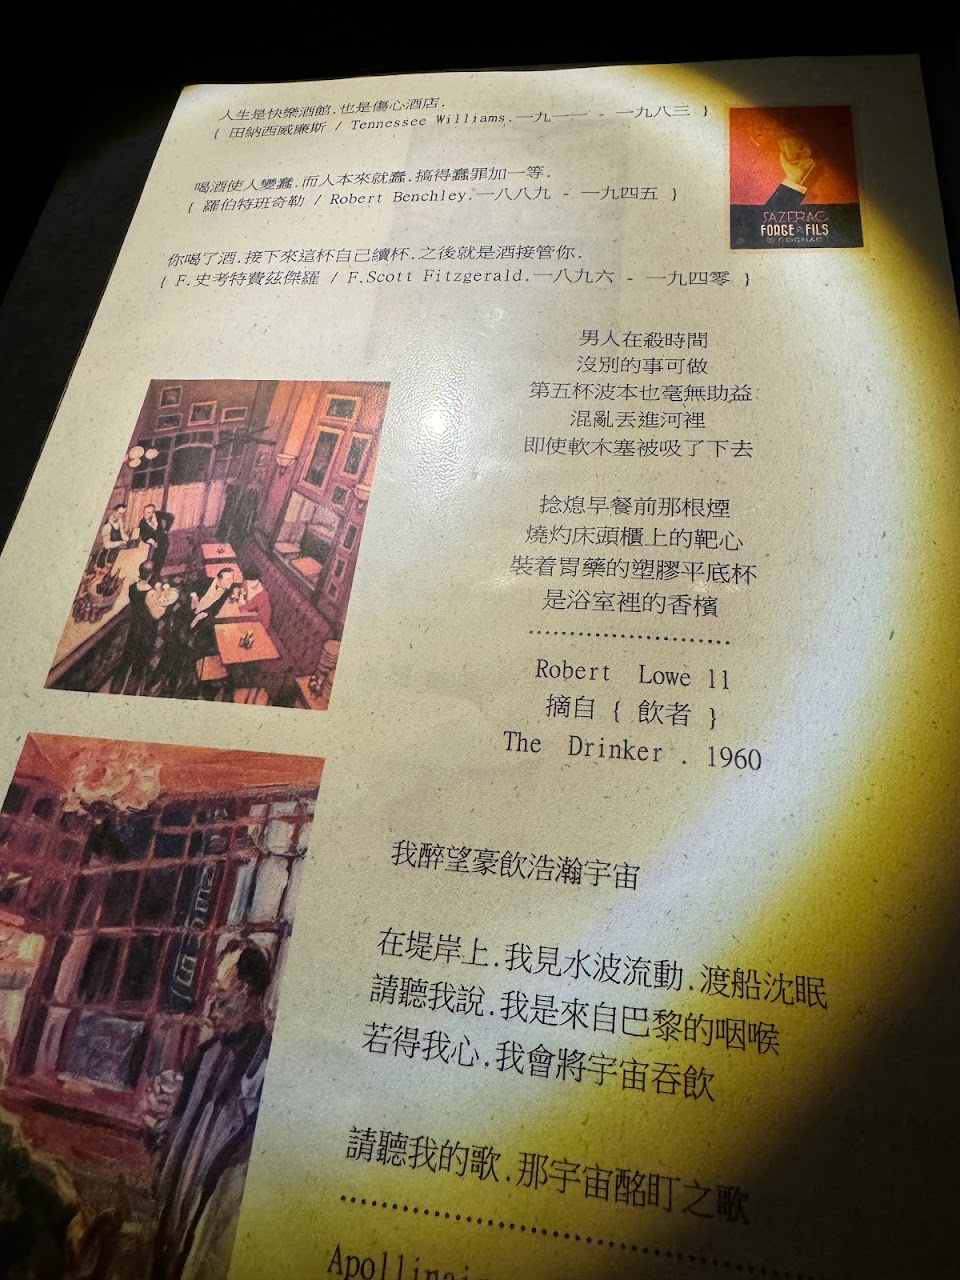 人生是快樂酒館.也是傷心酒店.
{ 田納西威廉斯 / Tennessee Williams.一九一一 - 一九八三 }
喝酒使人變蠢.而人本來就蠢.搞得蠢罪加一等.
{ 羅伯特班奇勒 / Robert Benchley.一八八九 - 一九四五 }
你喝了酒.接下來這杯自己續杯.之後就是酒接管你.
{ F.史考特費茲傑羅 / F.Scott Fitzgerald.一八九六 - 一九四零 }
SAZERAC
FORGE & FILS
COGNAC
男人在殺時間
沒別的事可做
第五杯波本也毫無助益
混亂丟進河裡
即使軟木塞被吸了下去
捻熄早餐前那根煙
燒灼床頭櫃上的靶心
裝着胃藥的塑膠平底杯
是浴室裡的香檳
Robert Lowe ll
摘自 { 飲者 }
The Drinker . 1960
我醉望豪飲浩瀚宇宙
在堤岸上.我見水波流動.渡船沈眠
請聽我說.我是來自巴黎的咽喉
若得我心.我會將宇宙吞飲
請聽我的歌.那宇宙酩酊之歌